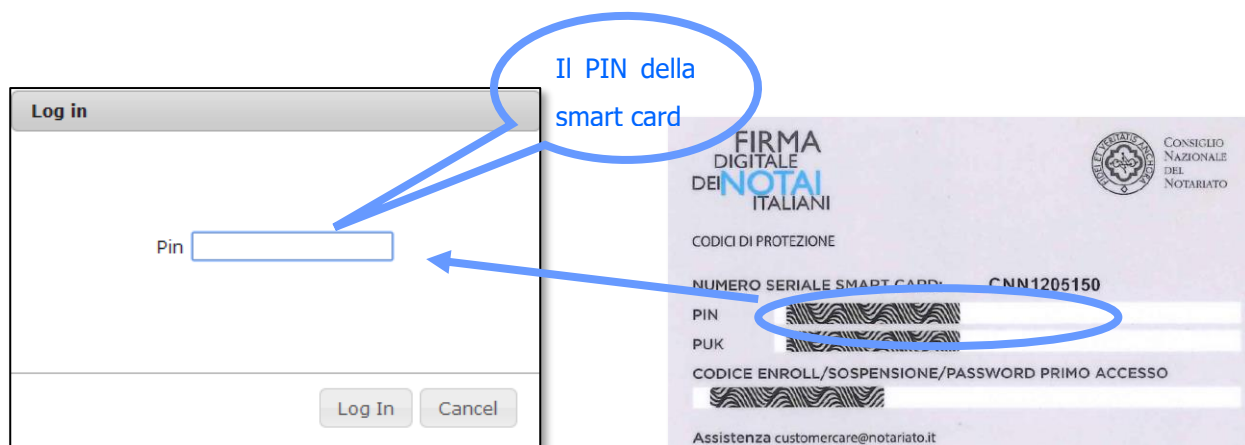 Il PIN della
smart card
Log in
Pin
Log In
Cancel
FIRMA
DIGITALE
DEI NOTAI
ITALIANI
CONSIGLIO
NAZIONALE
DEL
NOTARIATO
CODICI DI PROTEZIONE
NUMERO SERIALE SMART CARD: CNN1205150
PIN
PUK
CODICE ENROLL/SOSPENSIONE/PASSWORD PRIMO ACCESSO
Assistenza customercare@notariato.it